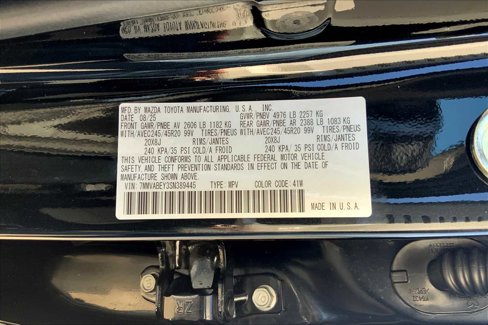 MFD BY MAZDA TOYOTA MANUFACTURING, U.S.A., INC.
DATE: 08/25 GVWR/PNBV 4976 LB 2257 KG
FRONT GAWR/PNBE AV 2606 LB 1182 KG REAR GAWR/PNBE AR 2388 LB 1083 KG
WITH/AVEC245/45R20 99V TIRES/PNEUS WITH/AVEC245/45R20 99V TIRES/PNEUS
20X8J RIMS/JANTES 20X8J RIMS/JANTES
240 KPA/35 PSI COLD/A FROID 240 KPA/35 PSI COLD/A FROID
THIS VEHICLE CONFORMS TO ALL APPLICABLE FEDERAL MOTOR VEHICLE
SAFETY, AND THEFT PREVENTION STANDARDS IN EFFECT ON THE DATE OF
MANUFACTURE SHOWN ABOVE.
VIN: 7MMVABEY3SN389445 TYPE: MPV COLOR CODE: 41W
MADE IN U.S.A.